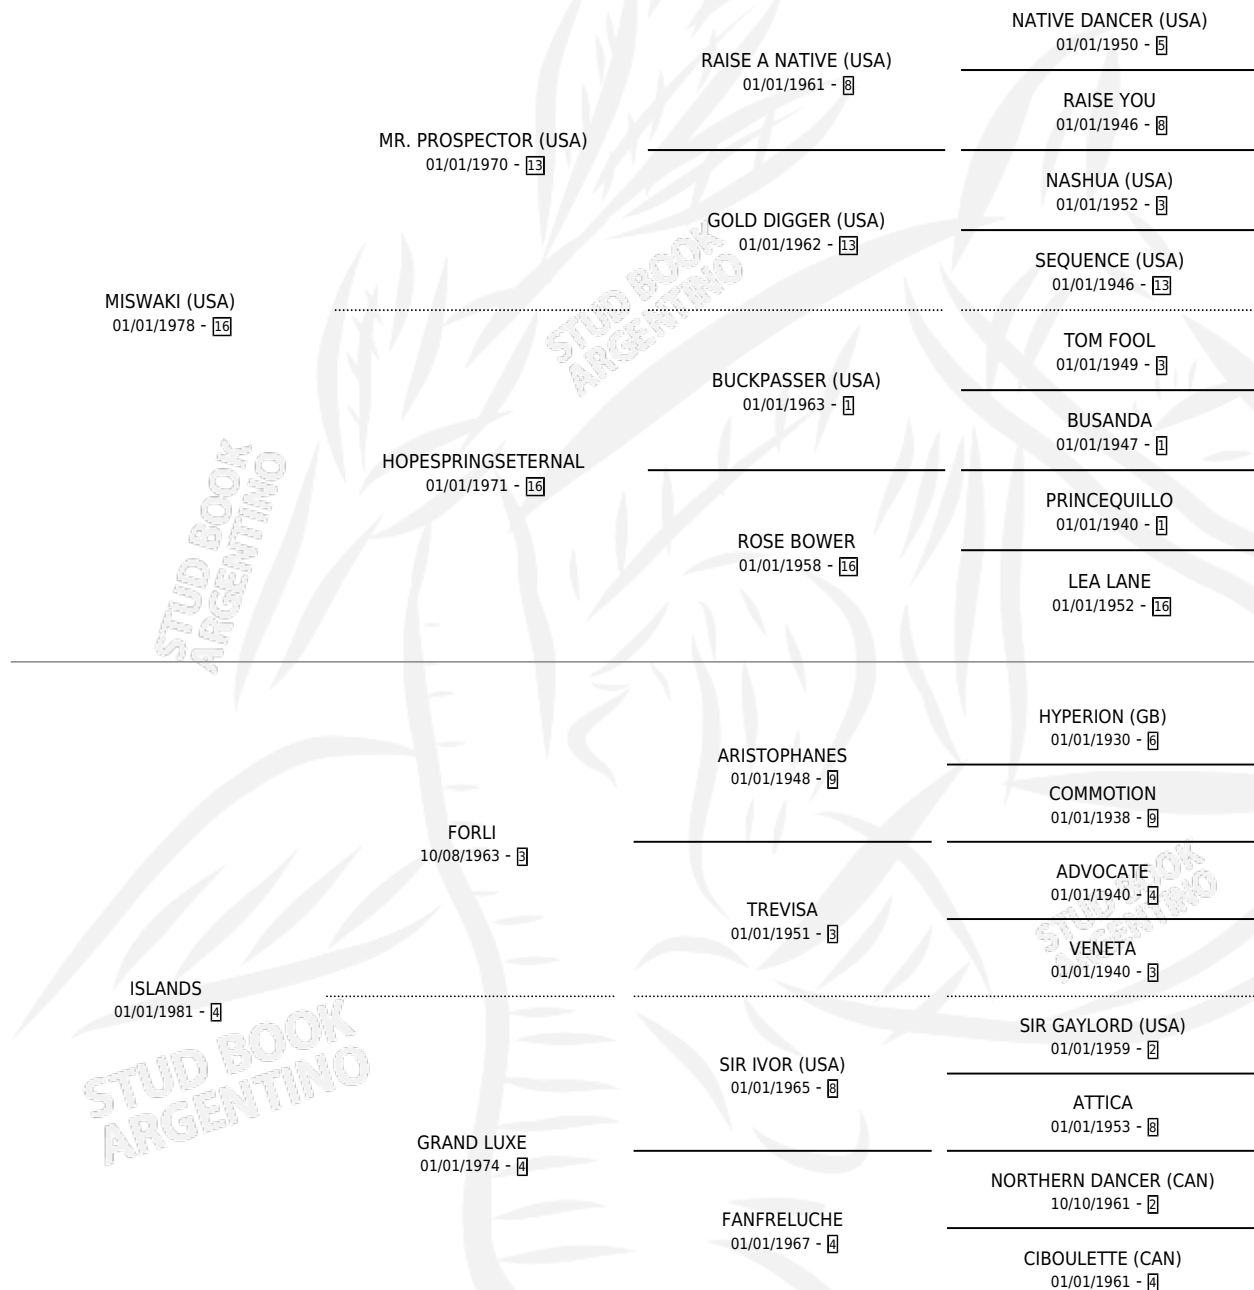 NATIVE DANCER (USA)
01/01/1950 - 5
RAISE A NATIVE (USA)
01/01/1961 - 8
RAISE YOU
01/01/1946 - 8
MR. PROSPECTOR (USA)
01/01/1970 - 13
NASHUA (USA)
01/01/1952 - 3
GOLD DIGGER (USA)
01/01/1962 - 13
SEQUENCE (USA)
01/01/1946 - 13
MISWAKI (USA)
01/01/1978 - 16
STUD BOOK
ARGENTINO
TOM FOOL
01/01/1949 - 3
BUCKPASSER (USA)
01/01/1963 - 1
BUSANDA
01/01/1947 - 1
HOPESPRINGSETERNAL
01/01/1971 - 16
PRINCEQUILLO
01/01/1940 - 1
ROSE BOWER
01/01/1958 - 16
LEA LANE
01/01/1952 - 16
STUD BOOK
ARGENTINO
HYPERION (GB)
01/01/1930 - 6
ARISTOPHANES
01/01/1948 - 9
COMMOTION
01/01/1938 - 9
FORLI
10/08/1963 - 3
ADVOCATE
01/01/1940 - 4
TREVISA
01/01/1951 - 3
VENETA
01/01/1940 - 3
STUD BOOK
ARGENTINO
ISLANDS
01/01/1981 - 4
SIR GAYLORD (USA)
01/01/1959 - 2
SIR IVOR (USA)
01/01/1965 - 8
ATTICA
01/01/1953 - 8
STUD BOOK
ARGENTINO
GRAND LUXE
01/01/1974 - 4
NORTHERN DANCER (CAN)
10/10/1961 - 2
FANFRELUCHE
01/01/1967 - 4
CIBOULETTE (CAN)
01/01/1961 - 4